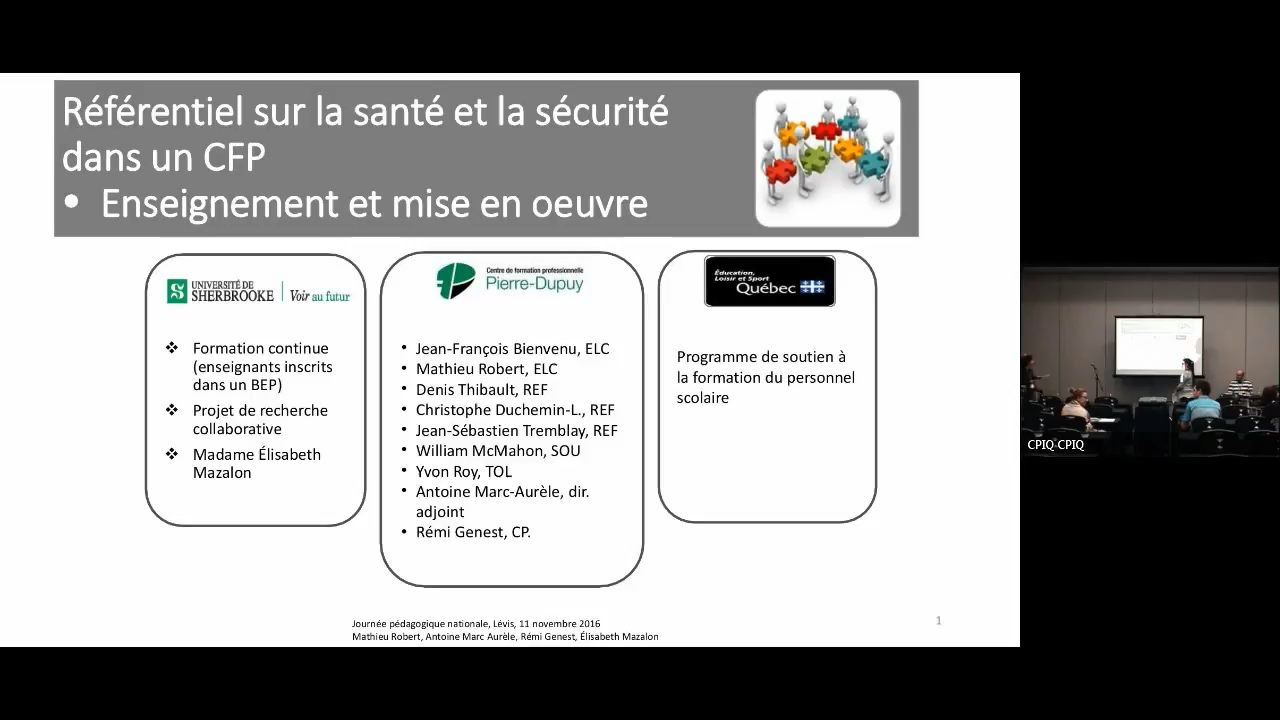 Référentiel sur la santé et la sécurité
dans un CFP
• Enseignement et mise en oeuvre
UNIVERSITÉ DE
SHERBROOKE
Voir au futur
❖ Formation continue
(enseignants inscrits
dans un BEP)
❖ Projet de recherche
collaborative
❖ Madame Élisabeth
Mazalon
Centre de formation professionnelle
Pierre-Dupuy
• Jean-François Bienvenu, ELC
• Mathieu Robert, ELC
• Denis Thibault, REF
• Christophe Duchemin-L., REF
• Jean-Sébastien Tremblay, REF
• William McMahon, SOU
• Yvon Roy, TOL
• Antoine Marc-Aurèle, dir.
adjoint
• Rémi Genest, CP.
Éducation,
Loisir et Sport
Québec
Programme de soutien à
la formation du personnel
scolaire
Journée pédagogique nationale, Lévis, 11 novembre 2016
Mathieu Robert, Antoine Marc Aurèle, Rémi Genest, Élisabeth Mazalon
1
CPIQ CPIQ